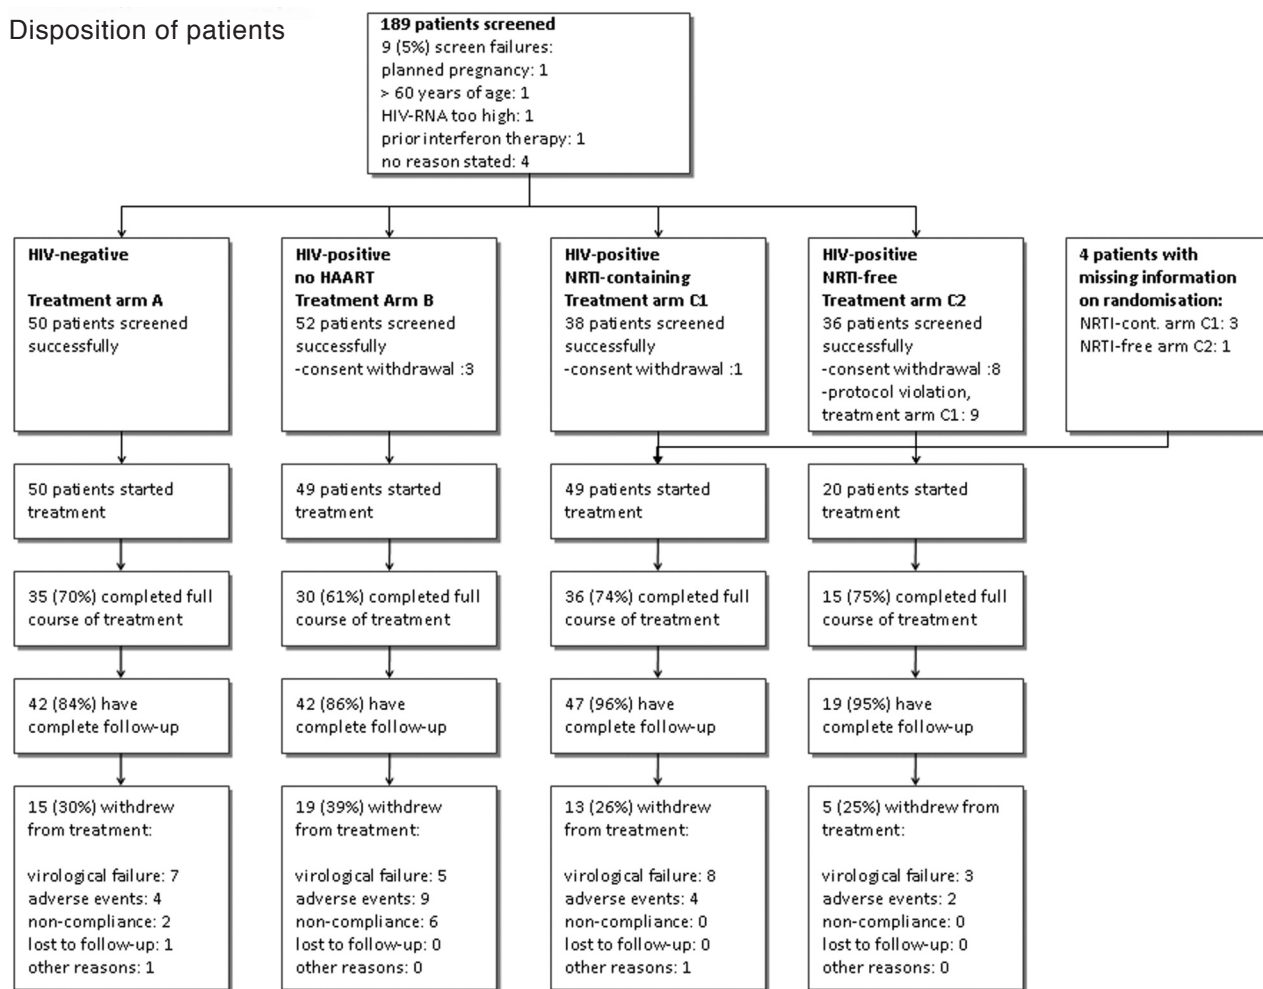 Disposition of patients
189 patients screened
9 (5%) screen failures:
planned pregnancy: 1
> 60 years of age: 1
HIV-RNA too high: 1
prior interferon therapy: 1
no reason stated: 4
HIV-negative
Treatment arm A
50 patients screened
successfully
HIV-positive
no HAART
Treatment Arm B
52 patients screened
successfully
-consent withdrawal :3
HIV-positive
NRTI-containing
Treatment arm C1
38 patients screened
successfully
-consent withdrawal :1
HIV-positive
NRTI-free
Treatment arm C2
36 patients screened
successfully
-consent withdrawal :8
-protocol violation,
treatment arm C1: 9
4 patients with
missing information
on randomisation:
NRTI-cont. arm C1: 3
NRTI-free arm C2: 1
50 patients started
treatment
49 patients started
treatment
49 patients started
treatment
20 patients started
treatment
35 (70%) completed full
course of treatment
30 (61%) completed full
course of treatment
36 (74%) completed full
course of treatment
15 (75%) completed full
course of treatment
42 (84%) have
complete follow-up
42 (86%) have
complete follow-up
47 (96%) have
complete follow-up
19 (95%) have
complete follow-up
15 (30%) withdrew
from treatment:
virological failure: 7
adverse events: 4
non-compliance: 2
lost to follow-up: 1
other reasons: 1
19 (39%) withdrew
from treatment:
virological failure: 5
adverse events: 9
non-compliance: 6
lost to follow-up: 0
other reasons: 0
13 (26%) withdrew
from treatment:
virological failure: 8
adverse events: 4
non-compliance: 0
lost to follow-up: 0
other reasons: 1
5 (25%) withdrew from
treatment:
virological failure: 3
adverse events: 2
non-compliance: 0
lost to follow-up: 0
other reasons: 0